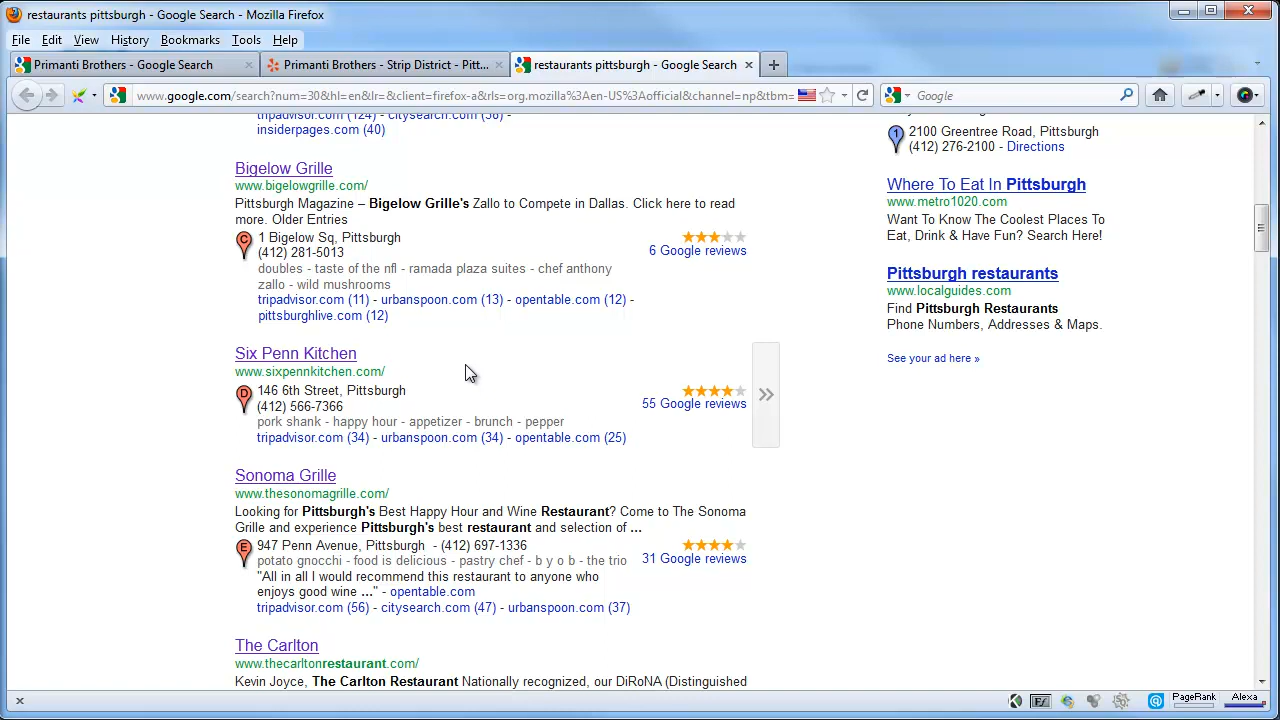 restaurants pittsburgh - Google Search - Mozilla Firefox
File Edit View History Bookmarks Tools Help
Primanti Brothers - Google Search
Primanti Brothers - Strip District - Pitt...
restaurants pittsburgh - Google Search
www.google.com/search?num=30&hl=en&lr=&client=firefox-a&rls=org.mozilla%3Aen-US%3Aofficial&channel=np&tbm=
Google
tripadvisor.com (124) - citysearch.com (56) -
insiderpages.com (40)
Bigelow Grille
www.bigelowgrille.com/
Pittsburgh Magazine – Bigelow Grille's Zallo to Compete in Dallas. Click here to read
more. Older Entries
C
1 Bigelow Sq, Pittsburgh
(412) 281-5013
6 Google reviews
doubles - taste of the nfl - ramada plaza suites - chef anthony
zallo - wild mushrooms
tripadvisor.com (11) - urbanspoon.com (13) - opentable.com (12) -
pittsburghlive.com (12)
Six Penn Kitchen
www.sixpennkitchen.com/
D
146 6th Street, Pittsburgh
(412) 566-7366
55 Google reviews
pork shank - happy hour - appetizer - brunch - pepper
tripadvisor.com (34) - urbanspoon.com (34) - opentable.com (25)
Sonoma Grille
www.thesonomagrille.com/
Looking for Pittsburgh's Best Happy Hour and Wine Restaurant? Come to The Sonoma
Grille and experience Pittsburgh's best restaurant and selection of ...
E
947 Penn Avenue, Pittsburgh - (412) 697-1336
31 Google reviews
potato gnocchi - food is delicious - pastry chef - b y o b - the trio
"All in all I would recommend this restaurant to anyone who
enjoys good wine ..." - opentable.com
tripadvisor.com (56) - citysearch.com (47) - urbanspoon.com (37)
The Carlton
www.thecarltonrestaurant.com/
Kevin Joyce, The Carlton Restaurant Nationally recognized, our DiRoNA (Distinguished
1
2100 Greentree Road, Pittsburgh
(412) 276-2100 - Directions
Where To Eat In Pittsburgh
www.metro1020.com
Want To Know The Coolest Places To
Eat, Drink & Have Fun? Search Here!
Pittsburgh restaurants
www.localguides.com
Find Pittsburgh Restaurants
Phone Numbers, Addresses & Maps.
See your ad here »
PageRank
Alexa